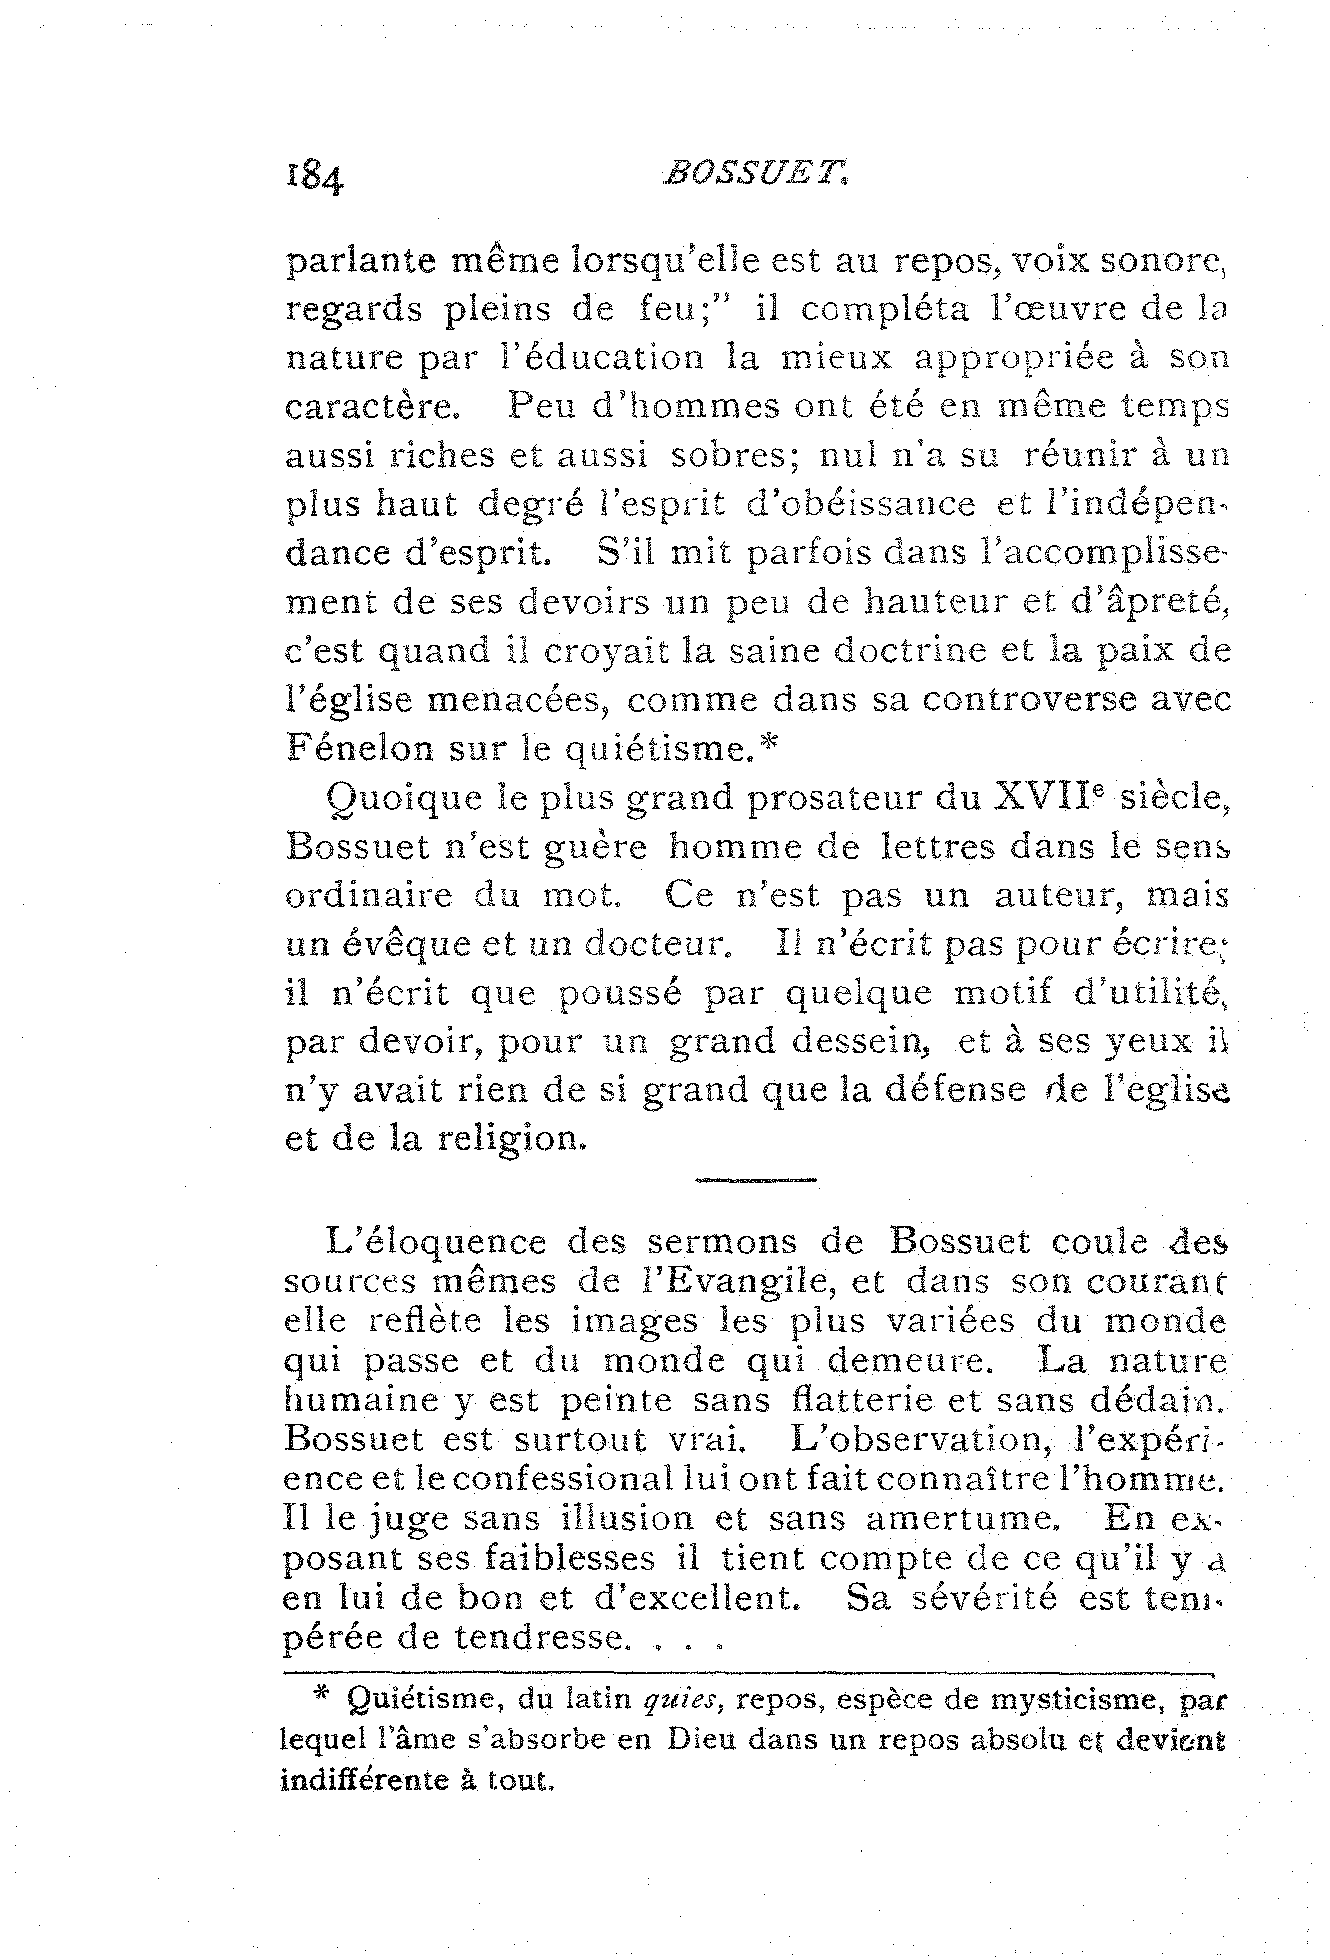 184 BOSSUET.
parlante même lorsqu'elle est au repos, voix sonore,
regards pleins de feu;" il compléta l'œuvre de la
nature par l'éducation la mieux appropriée à son
caractère. Peu d'hommes ont été en même temps
aussi riches et aussi sobres; nul n'a su réunir à un
plus haut degré l'esprit d'obéissance et l'indépen-
dance d'esprit. S'il mit parfois dans l'accomplisse-
ment de ses devoirs un peu de hauteur et d'âpreté,
c'est quand il croyait la saine doctrine et la paix de
l'église menacées, comme dans sa controverse avec
Fénelon sur le quiétisme.*
Quoique le plus grand prosateur du XVIIe siècle,
Bossuet n'est guère homme de lettres dans le sens
ordinaire du mot. Ce n'est pas un auteur, mais
un évêque et un docteur. Il n'écrit pas pour écrire;
il n'écrit que poussé par quelque motif d'utilité,
par devoir, pour un grand dessein, et à ses yeux il
n'y avait rien de si grand que la défense de l'eglise
et de la religion.
L'éloquence des sermons de Bossuet coule des
sources mêmes de l'Evangile, et dans son courant
elle reflète les images les plus variées du monde
qui passe et du monde qui demeure. La nature
humaine y est peinte sans flatterie et sans dédain.
Bossuet est surtout vrai. L'observation, l'expéri-
ence et le confessional lui ont fait connaître l'homme.
Il le juge sans illusion et sans amertume. En ex-
posant ses faiblesses il tient compte de ce qu'il y a
en lui de bon et d'excellent. Sa sévérité est tem-
pérée de tendresse. . . .
* Quiétisme, du latin quies, repos, espèce de mysticisme, par
lequel l'âme s'absorbe en Dieu dans un repos absolu et devient
indifférente à tout.